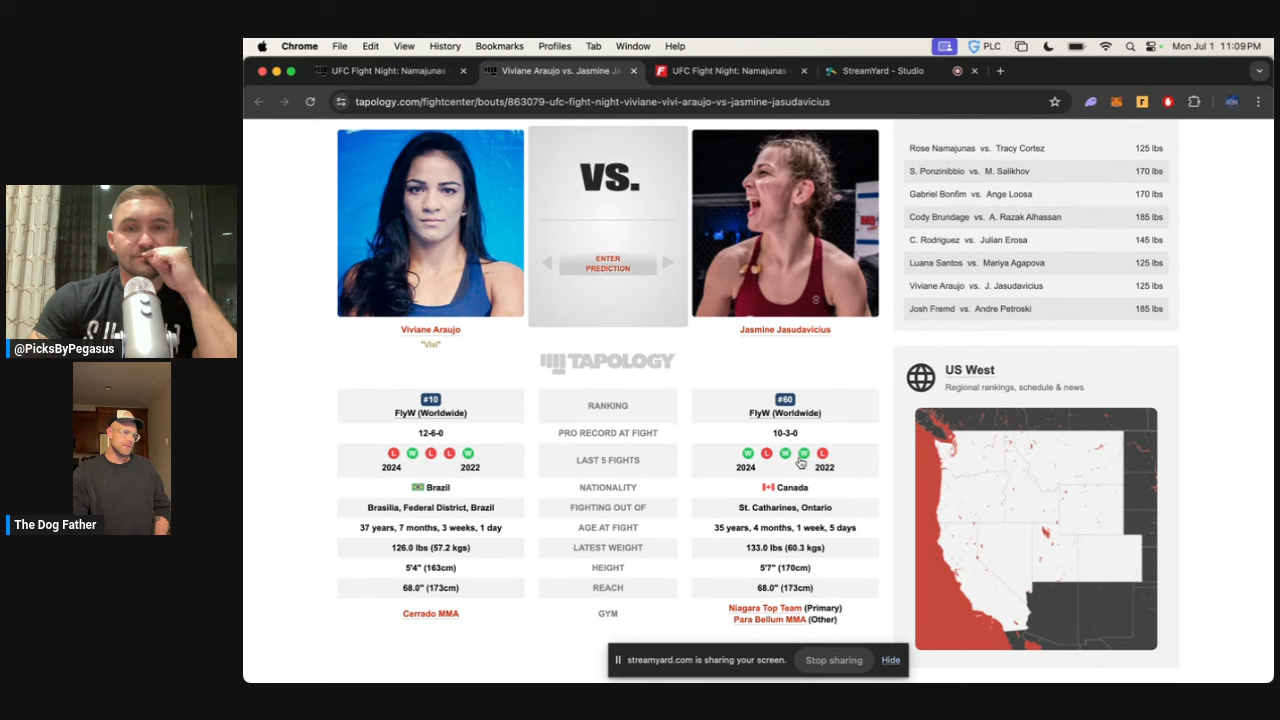 Chrome File Edit View History Bookmarks Profiles Tab Window Help PLC Mon Jul 1 11:09PM
UFC Fight Night: Namajunas Viviane Araujo vs. Jasmine Ja UFC Fight Night: Namajunas StreamYard - Studio
tapology.com/fightcenter/bouts/863079-ufc-fight-night-viviane-vivi-araujo-vs-jasmine-jasudavicius
VS.
ENTER
PREDICTION
Viviane Araujo
"Vivi"
Jasmine Jasudavicius
TAPOLOGY
#10
FlyW (Worldwide)
RANKING
#60
FlyW (Worldwide)
12-6-0 PRO RECORD AT FIGHT 10-3-0
L W L L W
2024 2022
LAST 5 FIGHTS
W L W W L
2024 2022
Brazil NATIONALITY Canada
Brasilia, Federal District, Brazil FIGHTING OUT OF St. Catharines, Ontario
37 years, 7 months, 3 weeks, 1 day AGE AT FIGHT 35 years, 4 months, 1 week, 5 days
126.0 lbs (57.2 kgs) LATEST WEIGHT 133.0 lbs (60.3 kgs)
5'4" (163cm) HEIGHT 5'7" (170cm)
68.0" (173cm) REACH 68.0" (173cm)
Cerrado MMA GYM
Niagara Top Team (Primary)
Para Bellum MMA (Other)
Rose Namajunas vs. Tracy Cortez 125 lbs
S. Ponzinibbio vs. M. Salikhov 170 lbs
Gabriel Bonfim vs. Ange Loosa 170 lbs
Cody Brundage vs. A. Razak Alhassan 185 lbs
C. Rodriguez vs. Julian Erosa 145 lbs
Luana Santos vs. Mariya Agapova 125 lbs
Viviane Araujo vs. J. Jasudavicius 125 lbs
Josh Fremd vs. Andre Petroski 185 lbs
US West
Regional rankings, schedule & news
streamyard.com is sharing your screen. Stop sharing Hide
@PicksByPegasus
The Dog Father